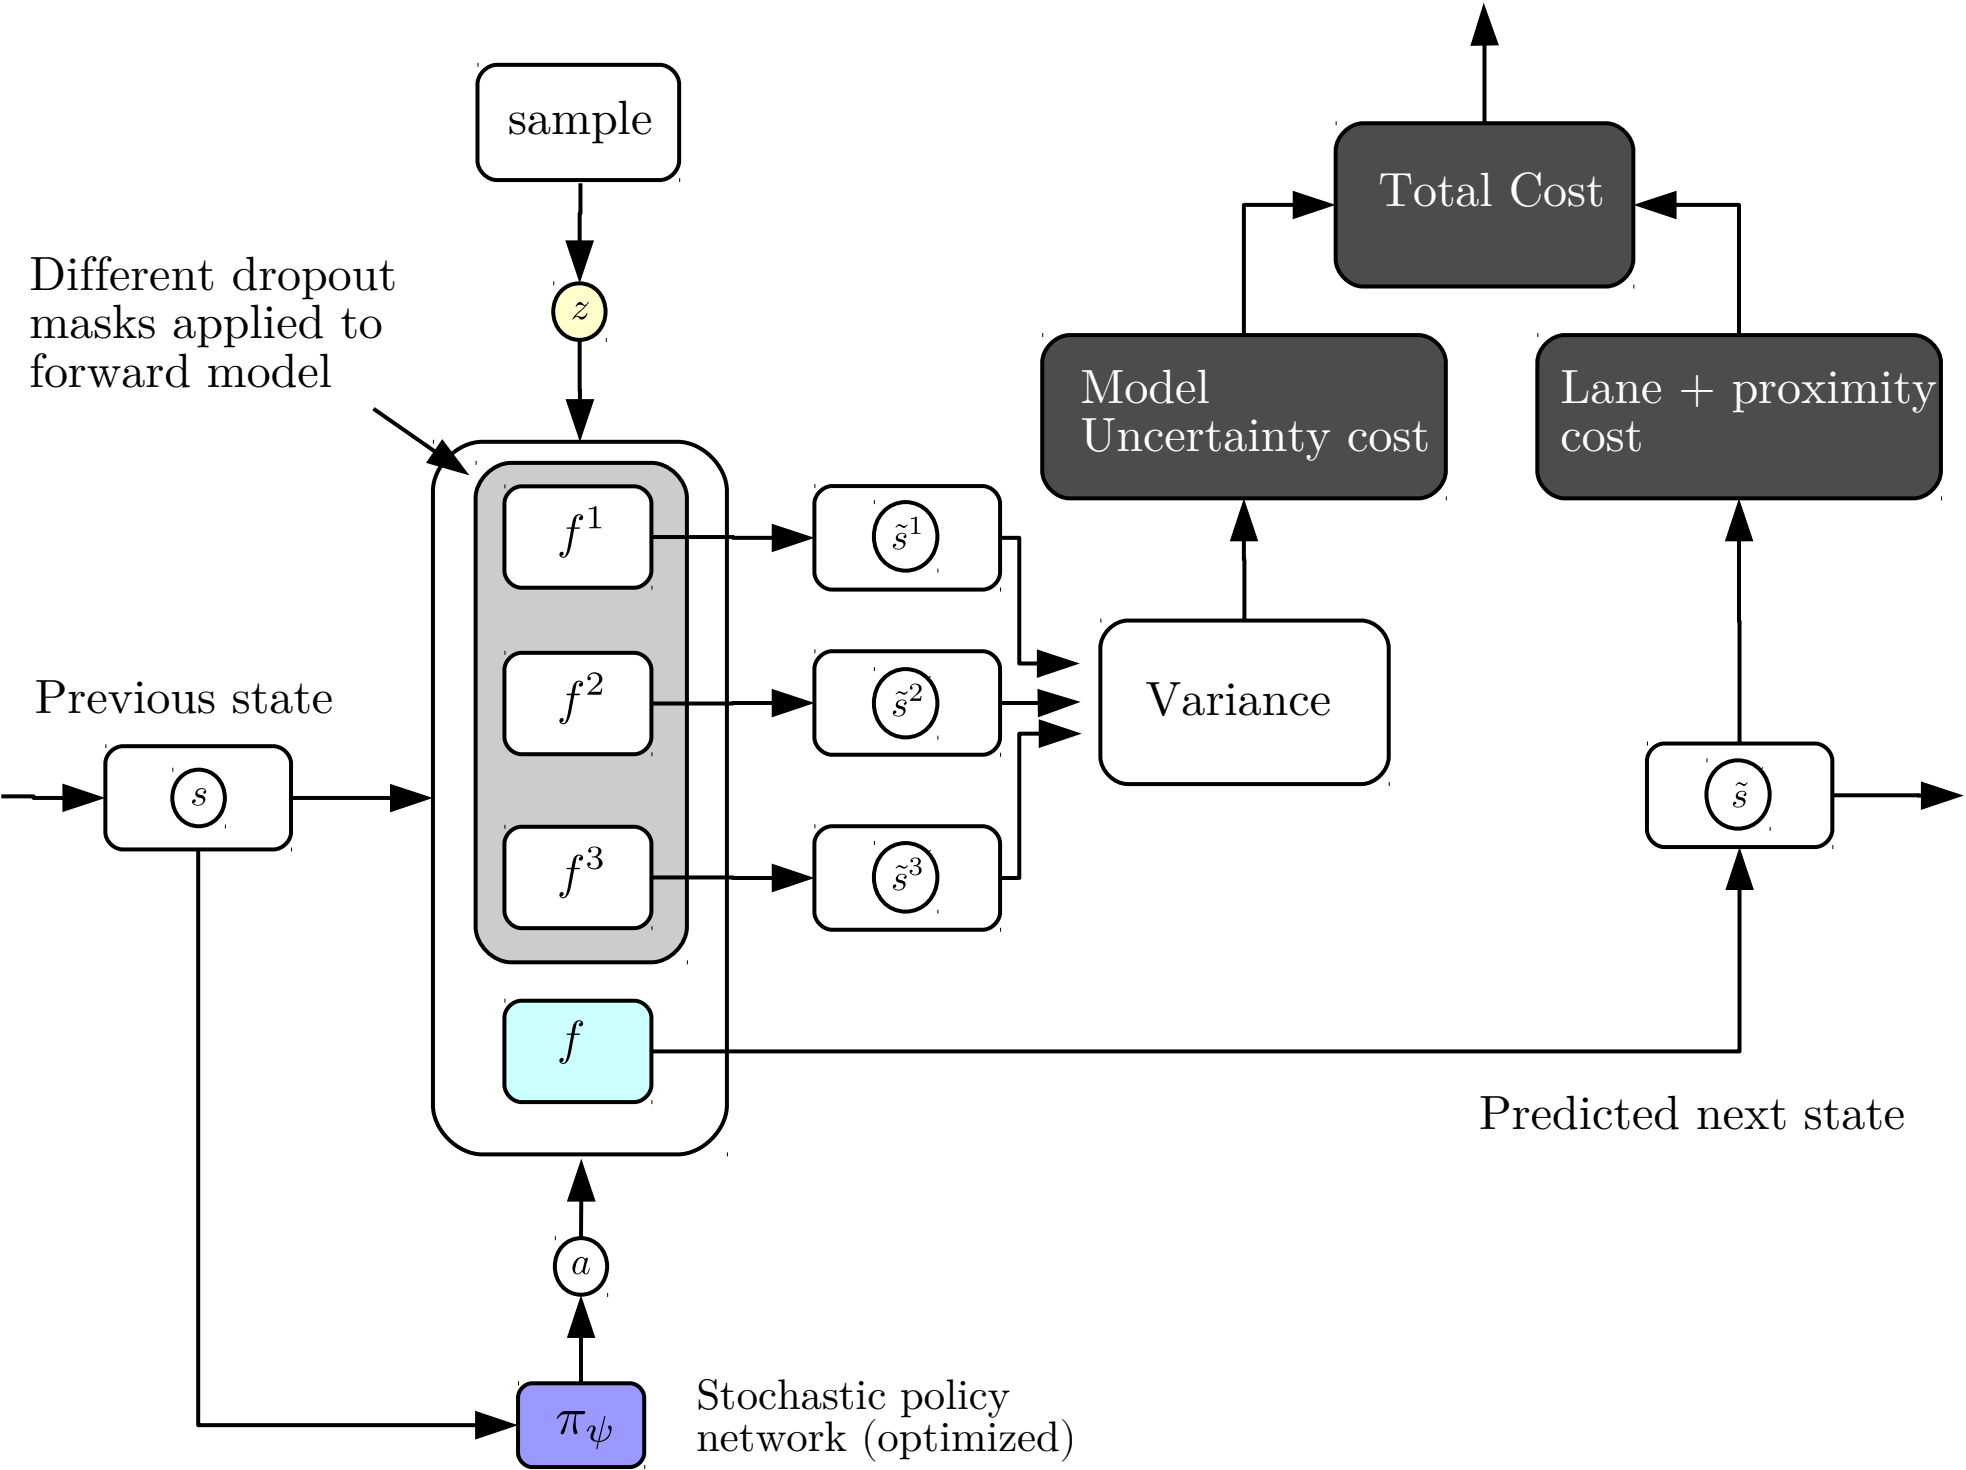 sample
Total Cost
z
Different dropout
masks applied to
forward model
Model
Uncertainty cost
Lane + proximity
cost
f¹
s̃¹
f²
s̃²
Variance
Previous state
s
s̃
f³
s̃³
f
Predicted next state
a
π_ψ
Stochastic policy
network (optimized)